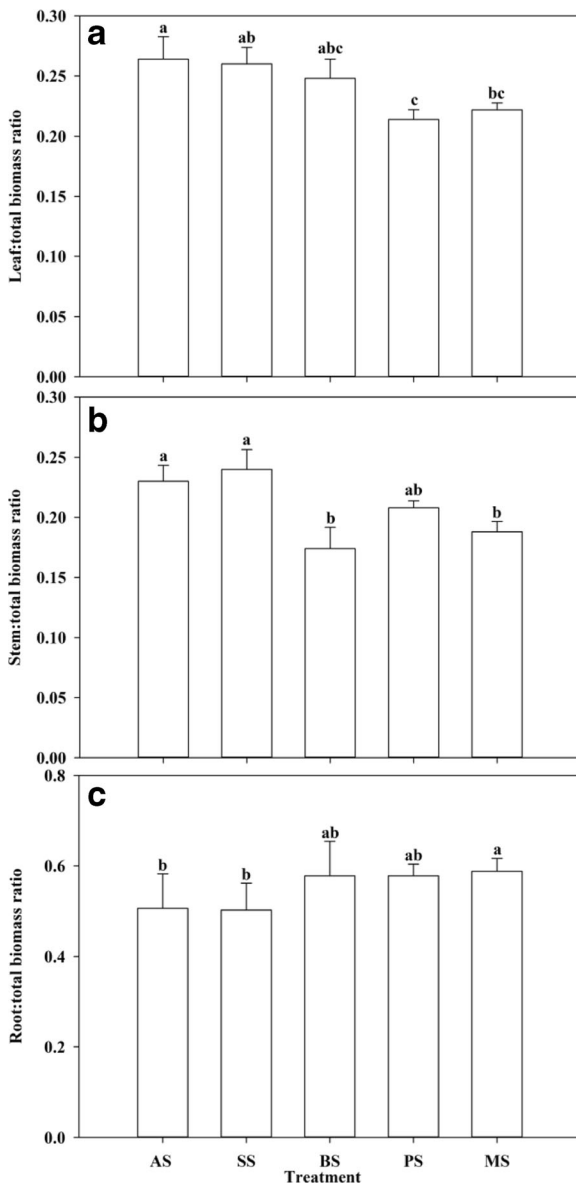 a
0.30
0.25
0.20
0.15
0.10
0.05
0.00
Leaf:total biomass ratio
a ab abc c bc
b
0.30
0.25
0.20
0.15
0.10
0.05
0.00
Stem:total biomass ratio
a a b ab b
c
0.8
0.6
0.4
0.2
0.0
Root:total biomass ratio
b b ab ab a
AS SS BS PS MS
Treatment